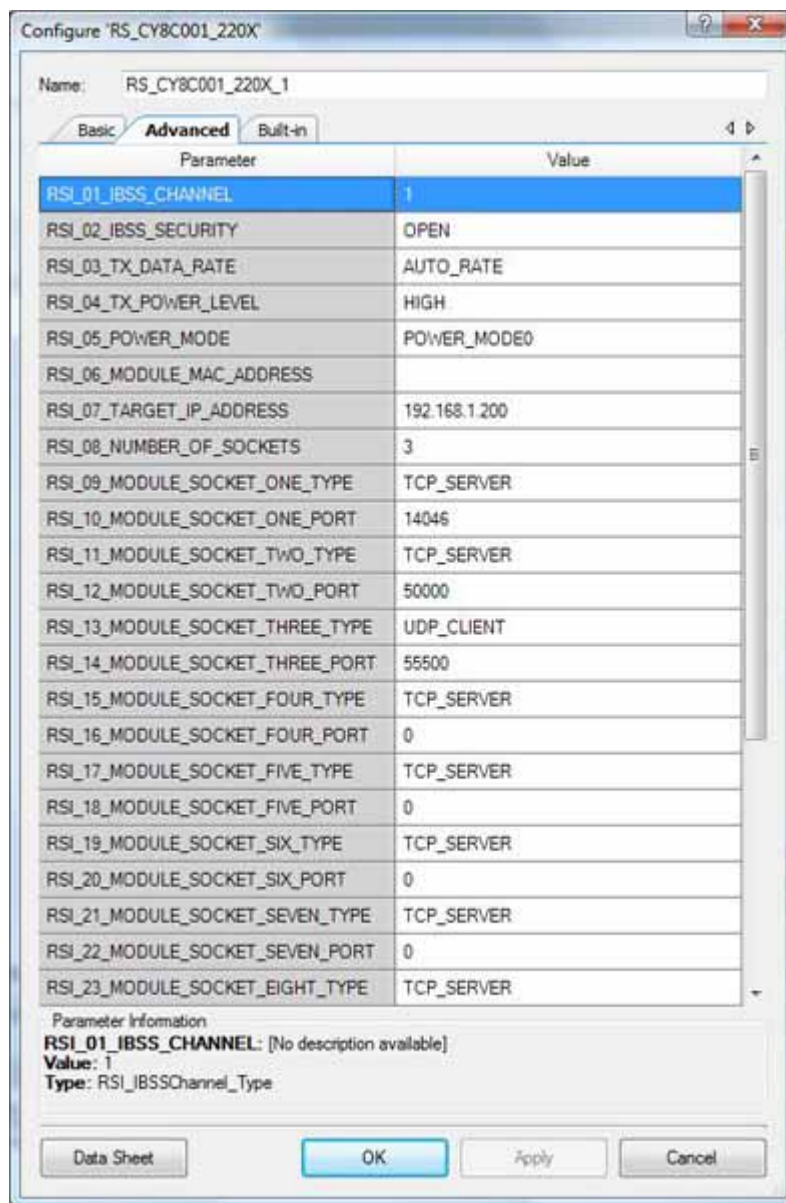 Configure 'RS_CY8C001_220X'
Name: RS_CY8C001_220X_1
Basic Advanced Built-in
Parameter Value
RSI_01_IBSS_CHANNEL 1
RSI_02_IBSS_SECURITY OPEN
RSI_03_TX_DATA_RATE AUTO_RATE
RSI_04_TX_POWER_LEVEL HIGH
RSI_05_POWER_MODE POWER_MODE0
RSI_06_MODULE_MAC_ADDRESS
RSI_07_TARGET_IP_ADDRESS 192.168.1.200
RSI_08_NUMBER_OF_SOCKETS 3
RSI_09_MODULE_SOCKET_ONE_TYPE TCP_SERVER
RSI_10_MODULE_SOCKET_ONE_PORT 14046
RSI_11_MODULE_SOCKET_TWO_TYPE TCP_SERVER
RSI_12_MODULE_SOCKET_TWO_PORT 50000
RSI_13_MODULE_SOCKET_THREE_TYPE UDP_CLIENT
RSI_14_MODULE_SOCKET_THREE_PORT 55500
RSI_15_MODULE_SOCKET_FOUR_TYPE TCP_SERVER
RSI_16_MODULE_SOCKET_FOUR_PORT 0
RSI_17_MODULE_SOCKET_FIVE_TYPE TCP_SERVER
RSI_18_MODULE_SOCKET_FIVE_PORT 0
RSI_19_MODULE_SOCKET_SIX_TYPE TCP_SERVER
RSI_20_MODULE_SOCKET_SIX_PORT 0
RSI_21_MODULE_SOCKET_SEVEN_TYPE TCP_SERVER
RSI_22_MODULE_SOCKET_SEVEN_PORT 0
RSI_23_MODULE_SOCKET_EIGHT_TYPE TCP_SERVER
Parameter Information
RSI_01_IBSS_CHANNEL: [No description available]
Value: 1
Type: RSI_IBSSChannel_Type
Data Sheet OK Apply Cancel